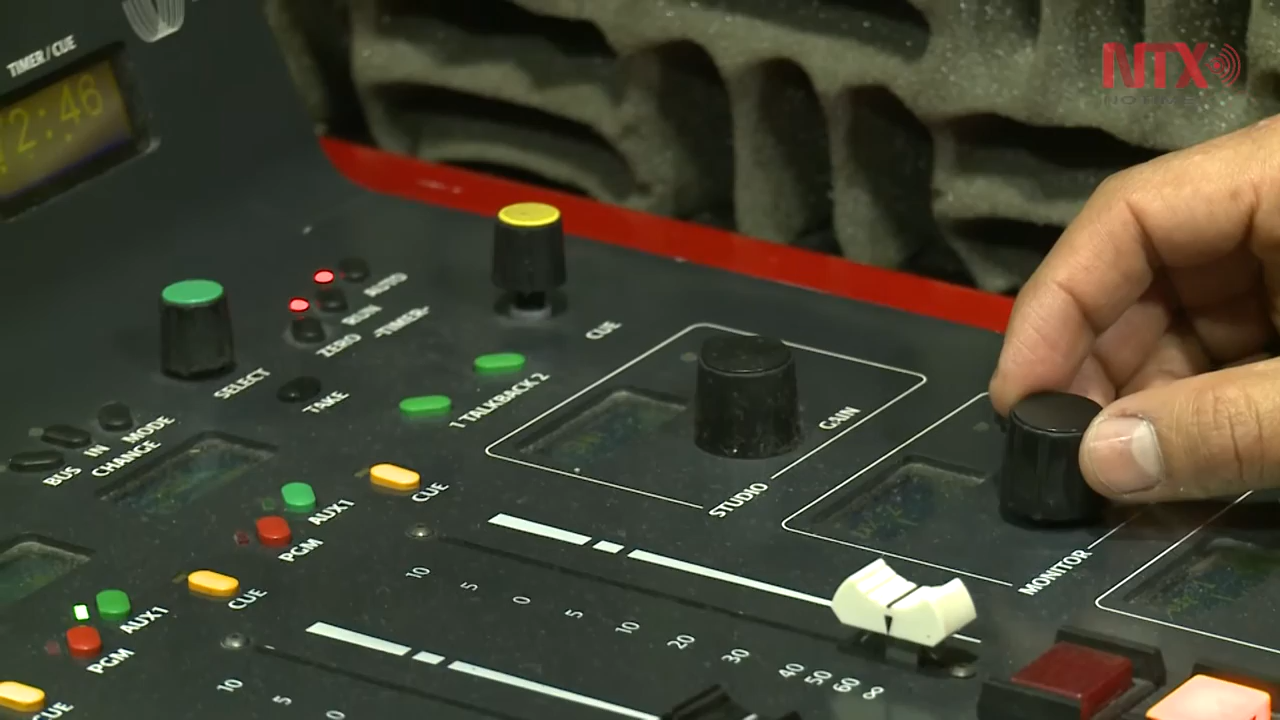 TIMER / CUE
2:46
NTX
AUTO
RUN
ZERO
-TIMER-
CUE
SELECT
TAKE
1 TALKBACK 2
GAIN
MODE
IN
BUS
CHANGE
STUDIO
CUE
AUX1
PGM
MONITOR
10 5 0 5 10 20 30 40 50 60 ∞
CUE
AUX1
PGM
10 5 0
CUE